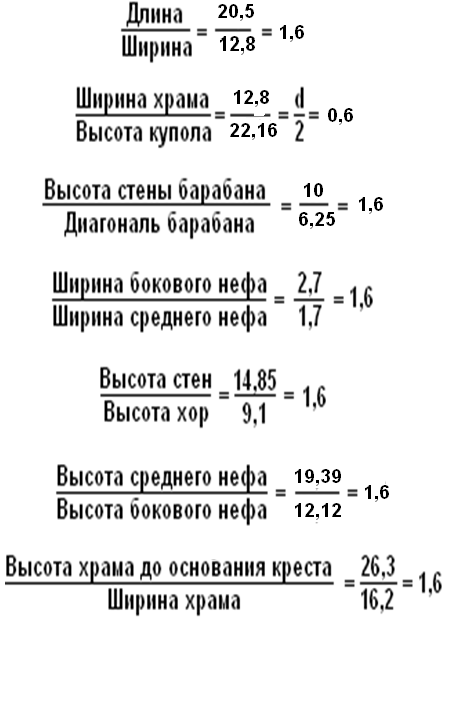 Длина
Ширина = 20,5 / 12,8 = 1,6
Ширина храма
Высота купола = 12,8 / 22,16 = d / 2 = 0,6
Высота стены барабана
Диагональ барабана = 10 / 6,25 = 1,6
Ширина бокового нефа
Ширина среднего нефа = 2,7 / 1,7 = 1,6
Высота стен
Высота хор = 14,85 / 9,1 = 1,6
Высота среднего нефа
Высота бокового нефа = 19,39 / 12,12 = 1,6
Высота храма до основания креста
Ширина храма = 26,3 / 16,2 = 1,6